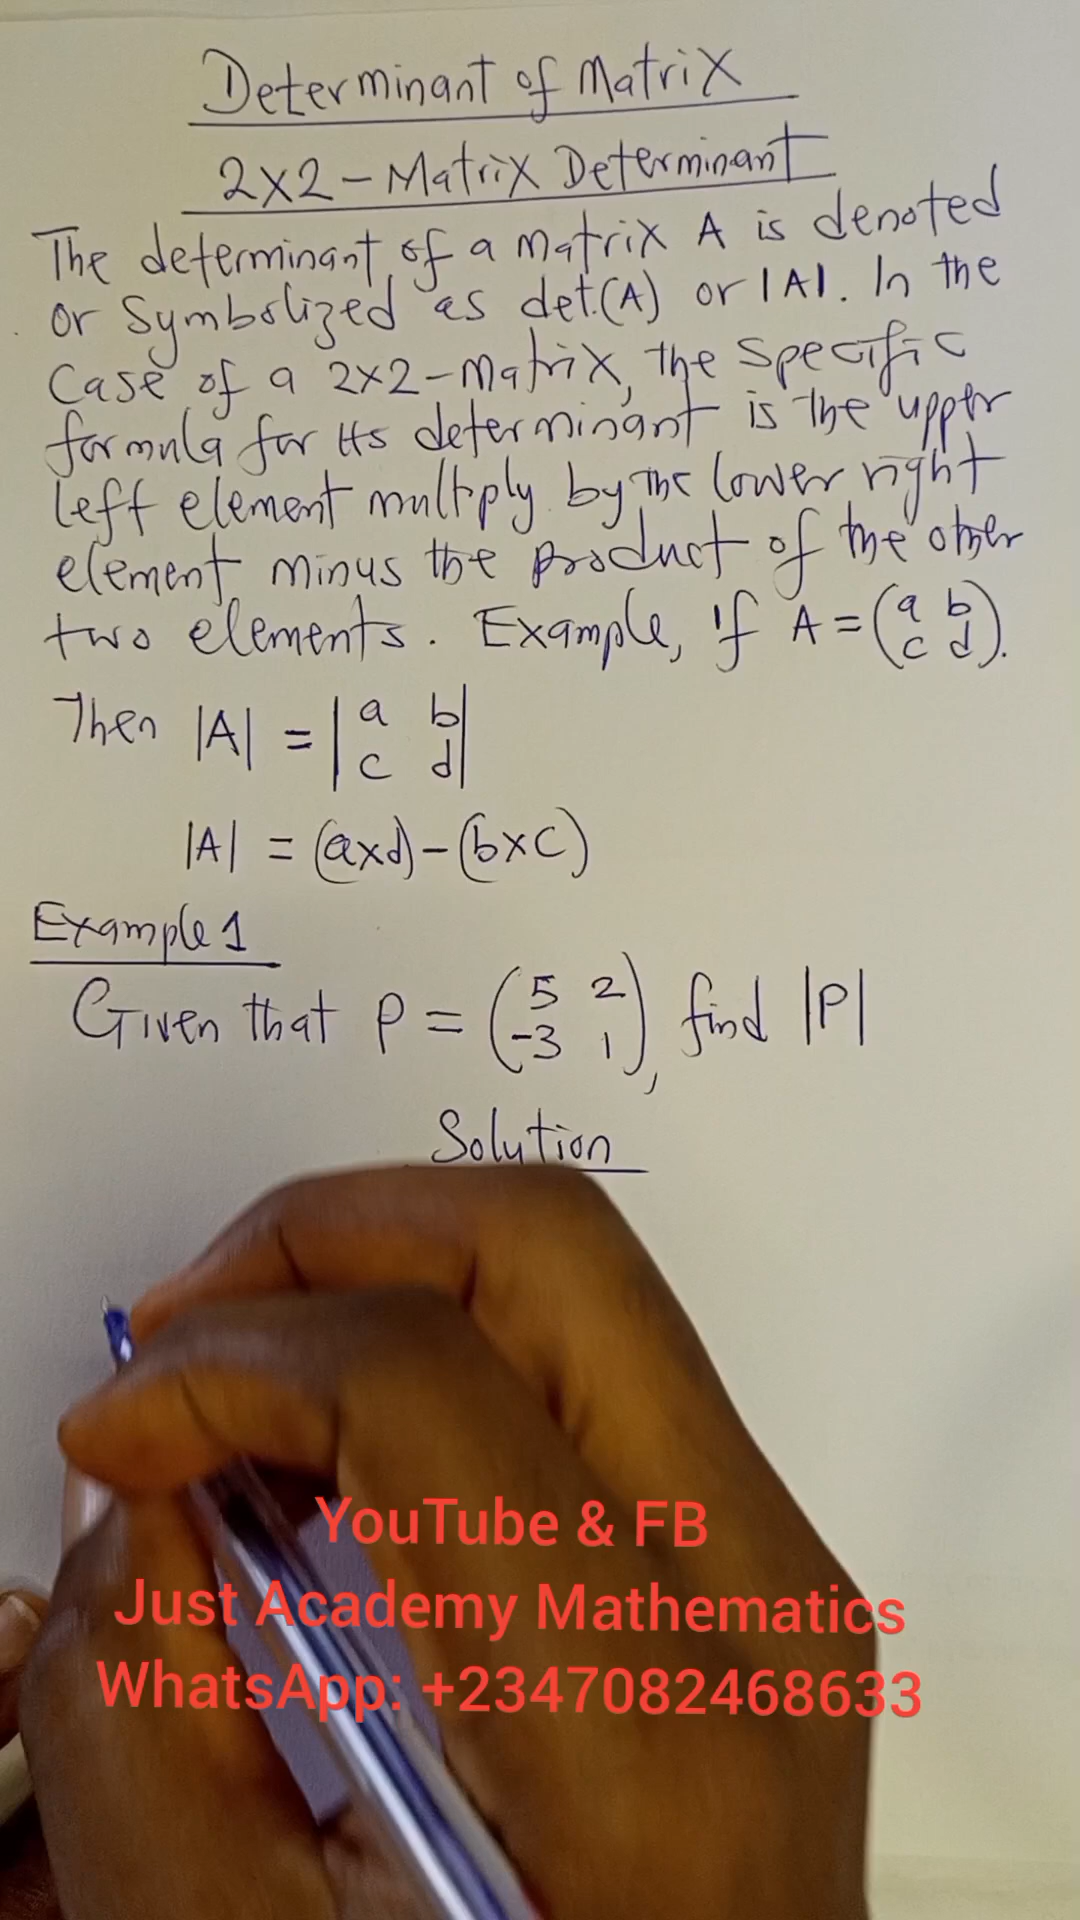 Determinant of Matrix
2x2-Matrix Determinant
The determinant of a matrix A is denoted
or Symbolized as det.(A) or |A|. In the
Case of a 2x2-matrix, the specific
formula for its determinant is the upper
left element multiply by the lower right
element minus the product of the other
two elements. Example, if A = (a b
c d).
Then |A| = |a b
c d|
|A| = (axd)-(bxc)
Example 1
Given that P = (5 2
-3 1), find |P|
Solution
YouTube & FB
Just Academy Mathematics
WhatsApp: +2347082468633